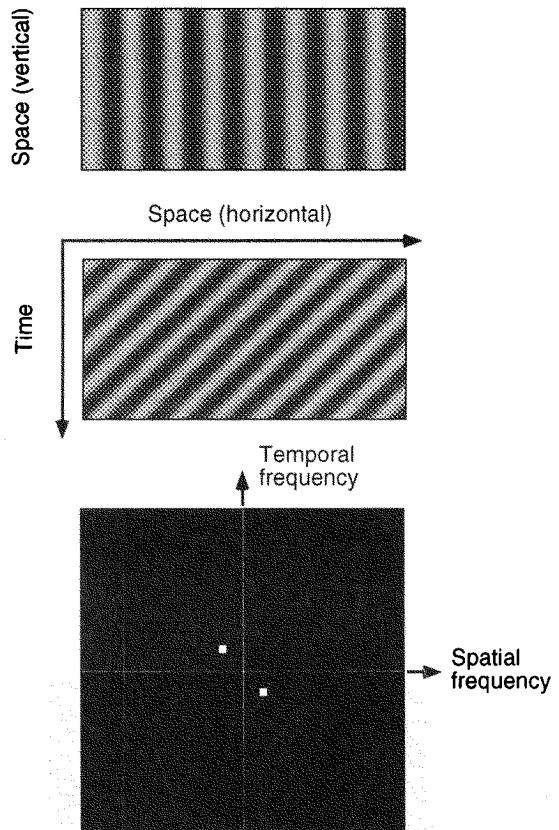 Space (vertical)
Space (horizontal)
Time
Temporal
frequency
Spatial
frequency